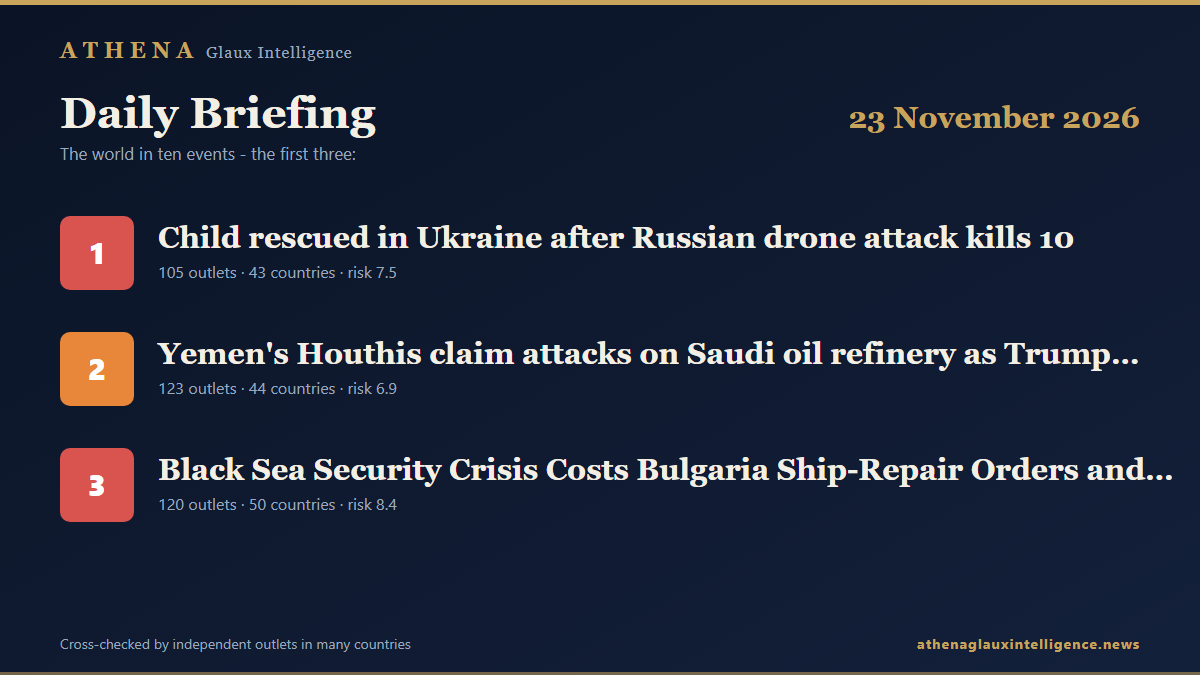 ATHENA Glaux Intelligence
Daily Briefing
23 November 2026
The world in ten events - the first three:
1
Child rescued in Ukraine after Russian drone attack kills 10
105 outlets · 43 countries · risk 7.5
2
Yemen's Houthis claim attacks on Saudi oil refinery as Trump...
123 outlets · 44 countries · risk 6.9
3
Black Sea Security Crisis Costs Bulgaria Ship-Repair Orders and...
120 outlets · 50 countries · risk 8.4
Cross-checked by independent outlets in many countries
athenaglauxintelligence.news